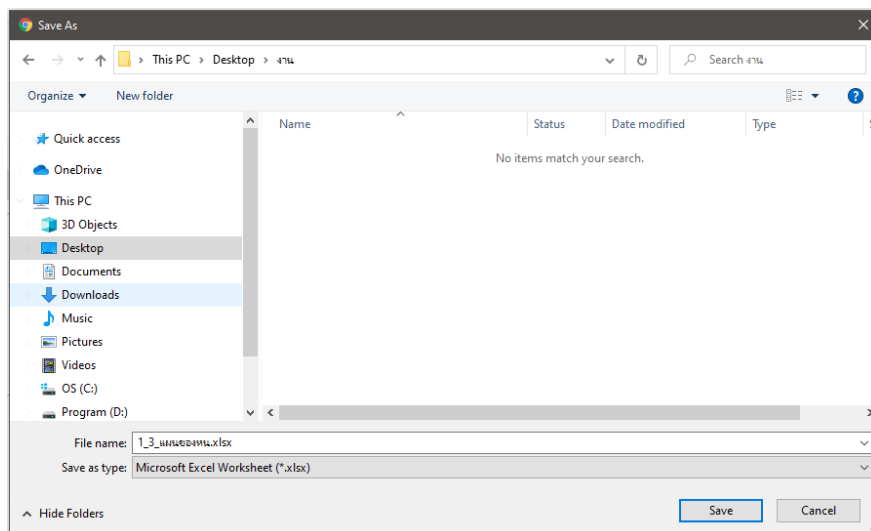 Save As
This PC > Desktop > งาน
Search งาน
Organize
New folder
Name
Status
Date modified
Type
No items match your search.
Quick access
OneDrive
This PC
3D Objects
Desktop
Documents
Downloads
Music
Pictures
Videos
OS (C:)
Program (D:)
File name: 1_3_แผนของหน.xlsx
Save as type: Microsoft Excel Worksheet (*.xlsx)
Hide Folders
Save
Cancel